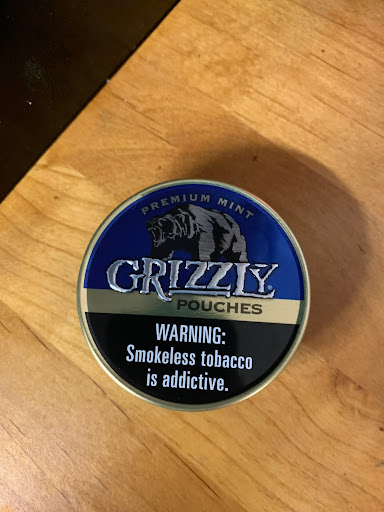 PREMIUM MINT
GRIZZLY
POUCHES
WARNING:
Smokeless tobacco
is addictive.